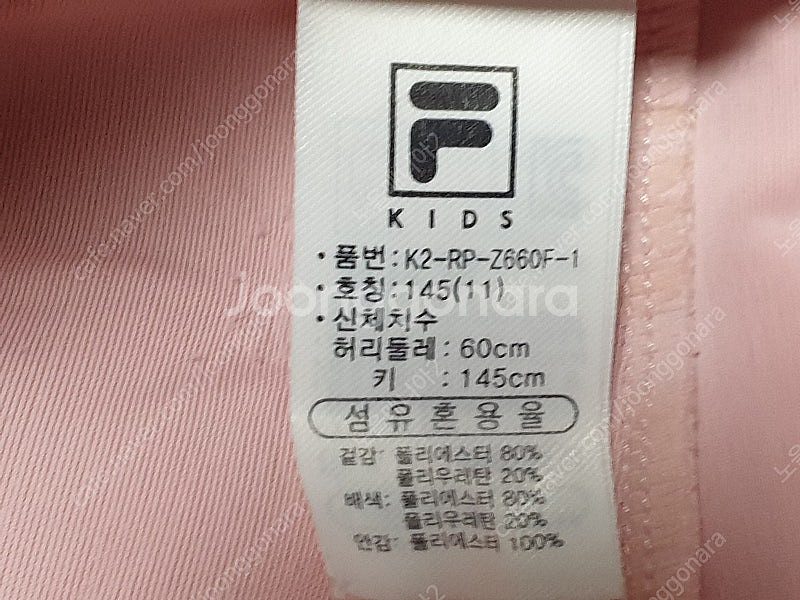 F
KIDS
• 품번 : K2-RP-Z660F-1
• 호칭 : 145(11)
• 신체치수
허리둘레 : 60cm
키 : 145cm
섬유혼용율
겉감: 폴리에스터 80%
폴리우레탄 20%
배색: 폴리에스터 80%
폴리우레탄 20%
안감: 폴리에스터 100%
Joonggonara